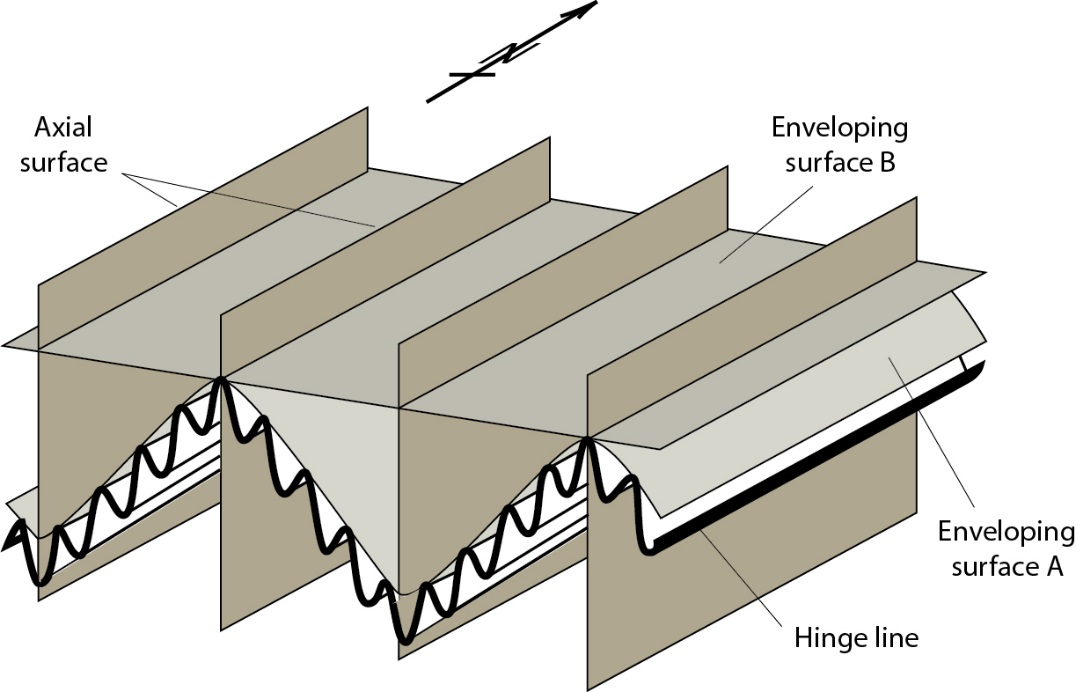 N
Axial
surface
Enveloping
surface B
Enveloping
surface A
Hinge line